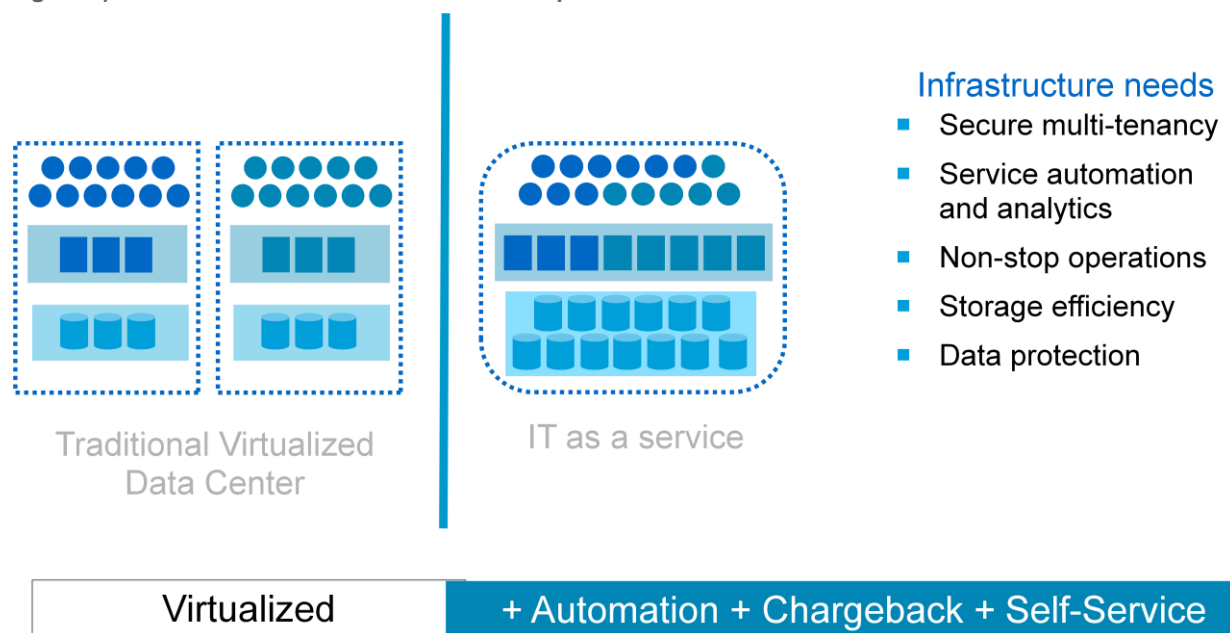 Infrastructure needs
Secure multi-tenancy
Service automation
and analytics
Non-stop operations
Storage efficiency
Data protection
Traditional Virtualized
Data Center
IT as a service
Virtualized
+ Automation + Chargeback + Self-Service